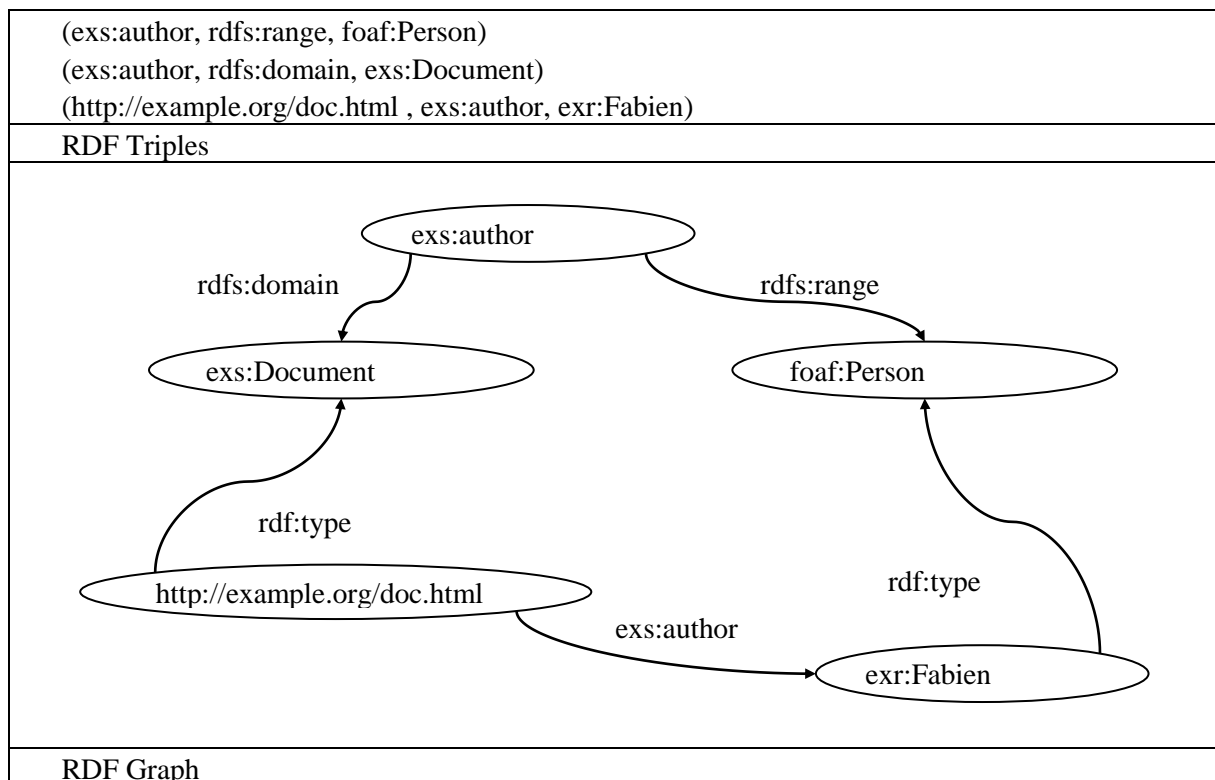 (exs:author, rdfs:range, foaf:Person)
(exs:author, rdfs:domain, exs:Document)
(http://example.org/doc.html , exs:author, exr:Fabien)
RDF Triples
exs:author
rdfs:domain
rdfs:range
exs:Document
foaf:Person
rdf:type
http://example.org/doc.html
rdf:type
exs:author
exr:Fabien
RDF Graph